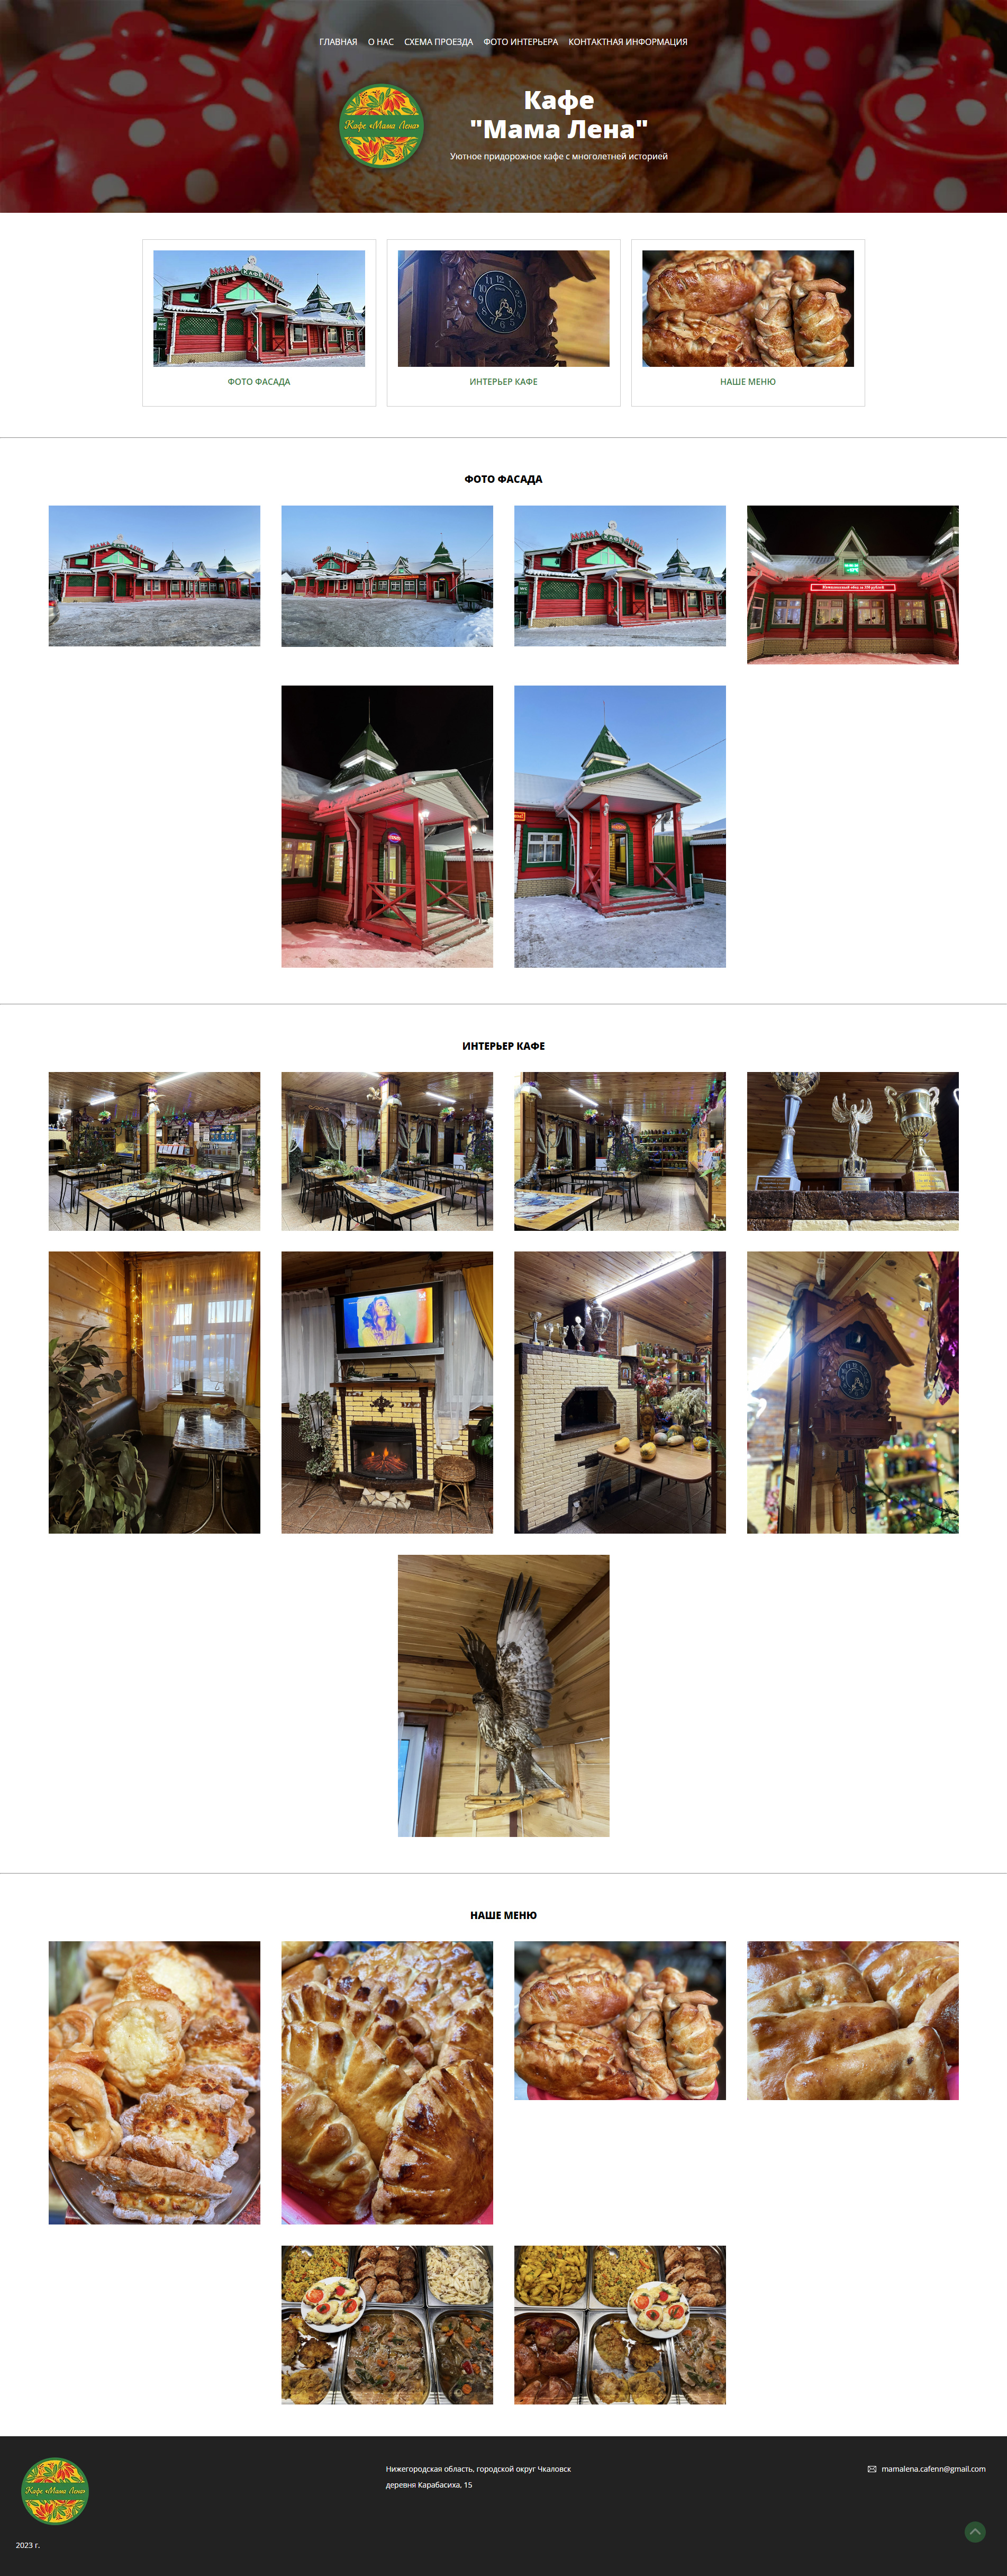 ГЛАВНАЯ О НАС СХЕМА ПРОЕЗДА ФОТО ИНТЕРЬЕРА КОНТАКТНАЯ ИНФОРМАЦИЯ
Кафе «Мама Лена»
Кафе
"Мама Лена"
Уютное придорожное кафе с многолетней историей
ФОТО ФАСАДА ИНТЕРЬЕР КАФЕ НАШЕ МЕНЮ
ФОТО ФАСАДА
ИНТЕРЬЕР КАФЕ
НАШЕ МЕНЮ
Кафе «Мама Лена»
Нижегородская область, городской округ Чкаловск
деревня Карабасиха, 15
mamalena.cafenn@gmail.com
2023 г.